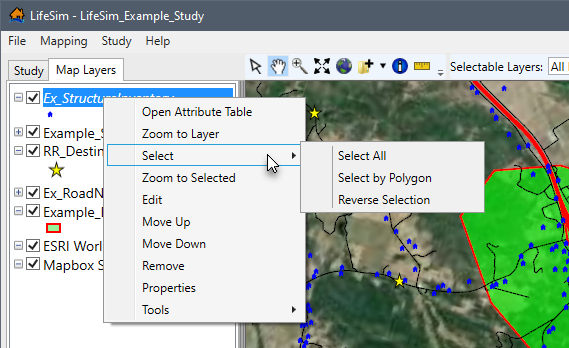 LifeSim - LifeSim_Example_Study
File Mapping Study Help
Study Map Layers
Selectable Layers: All
Ex_StructureInventory
Open Attribute Table
Example_S
Zoom to Layer
RR_Destin
Select
Select All
Zoom to Selected
Select by Polygon
Ex_RoadN
Edit
Reverse Selection
Example_
Move Up
ESRI Worl
Move Down
Mapbox S
Remove
Properties
Tools